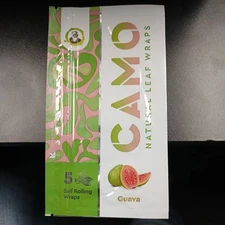 CAMO
NATURAL LEAF WRAPS
5
Self Rolling
Wraps
Guava